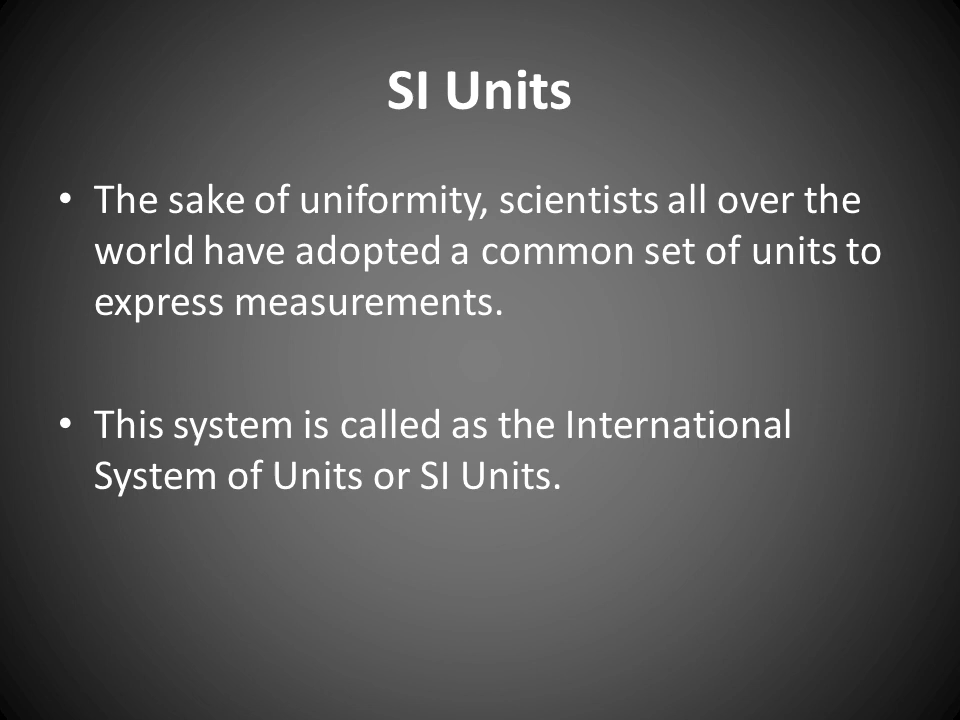 SI Units
• The sake of uniformity, scientists all over the
world have adopted a common set of units to
express measurements.
• This system is called as the International
System of Units or SI Units.